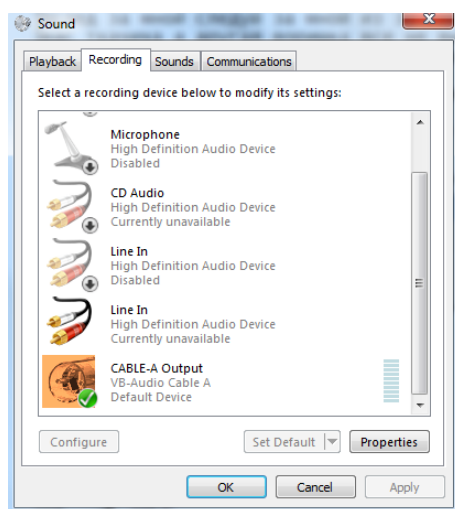 Sound
Playback
Recording
Sounds
Communications
Select a recording device below to modify its settings:
Microphone
High Definition Audio Device
Disabled
CD Audio
High Definition Audio Device
Currently unavailable
Line In
High Definition Audio Device
Disabled
Line In
High Definition Audio Device
Currently unavailable
CABLE-A Output
VB-Audio Cable A
Default Device
Configure
Set Default
Properties
OK
Cancel
Apply